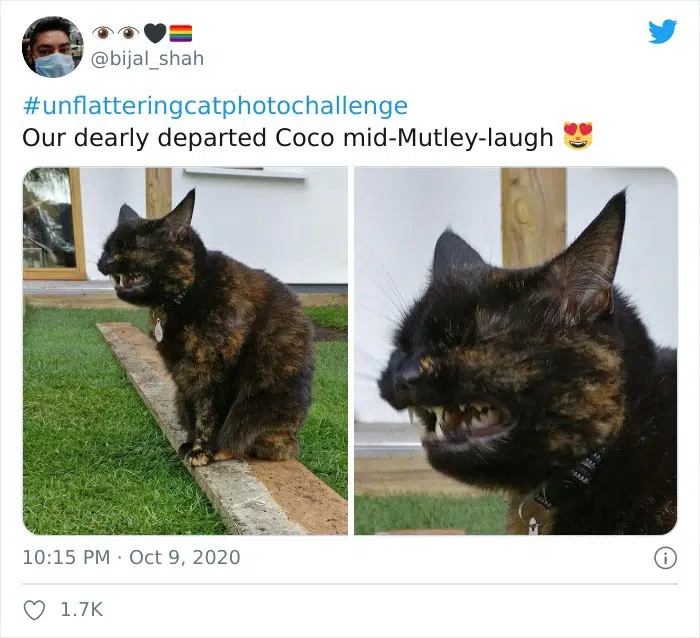 👁️👁️🖤🏳️‍🌈
@bijal_shah
#unflatteringcatphotochallenge
Our dearly departed Coco mid-Mutley-laugh 😻
10:15 PM · Oct 9, 2020
1.7K